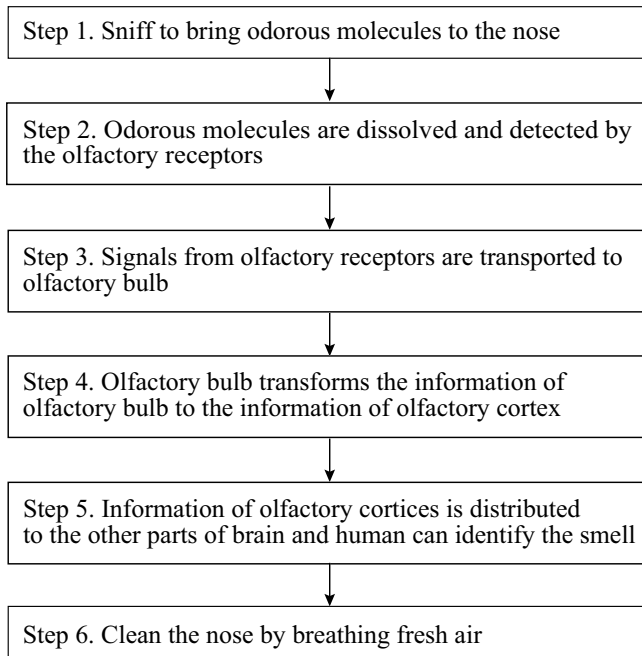 Step 1. Sniff to bring odorous molecules to the nose
Step 2. Odorous molecules are dissolved and detected by
the olfactory receptors
Step 3. Signals from olfactory receptors are transported to
olfactory bulb
Step 4. Olfactory bulb transforms the information of
olfactory bulb to the information of olfactory cortex
Step 5. Information of olfactory cortices is distributed
to the other parts of brain and human can identify the smell
Step 6. Clean the nose by breathing fresh air